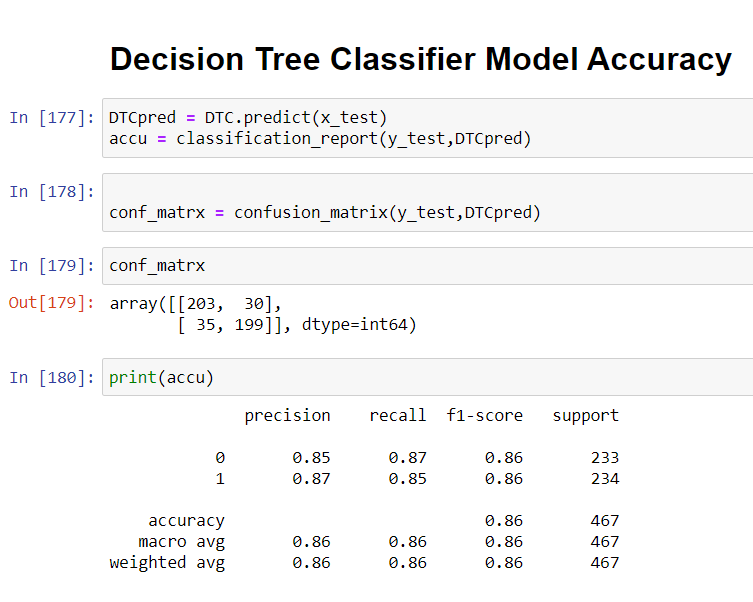 Decision Tree Classifier Model Accuracy
In [177]: DTCpred = DTC.predict(x_test)
accu = classification_report(y_test,DTCpred)
In [178]:
conf_matrx = confusion_matrix(y_test,DTCpred)
In [179]: conf_matrx
Out[179]: array([[203,  30],
       [ 35, 199]], dtype=int64)
In [180]: print(accu)
              precision    recall  f1-score   support
           0       0.85      0.87      0.86       233
           1       0.87      0.85      0.86       234
    accuracy                           0.86       467
   macro avg       0.86      0.86      0.86       467
weighted avg       0.86      0.86      0.86       467